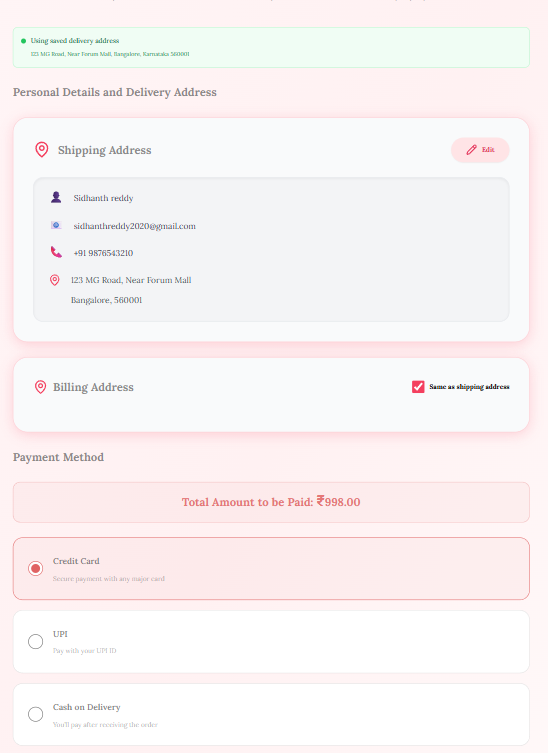 Using saved delivery address
123 MG Road, Near Forum Mall, Bangalore, Karnataka 560001
Personal Details and Delivery Address
Shipping Address
Edit
Sidhanth reddy
sidhanthreddy2020@gmail.com
+91 9876543210
123 MG Road, Near Forum Mall
Bangalore, 560001
Billing Address
Same as shipping address
Payment Method
Total Amount to be Paid: ₹998.00
Credit Card
Secure payment with any major card
UPI
Pay with your UPI ID
Cash on Delivery
You'll pay after receiving the order